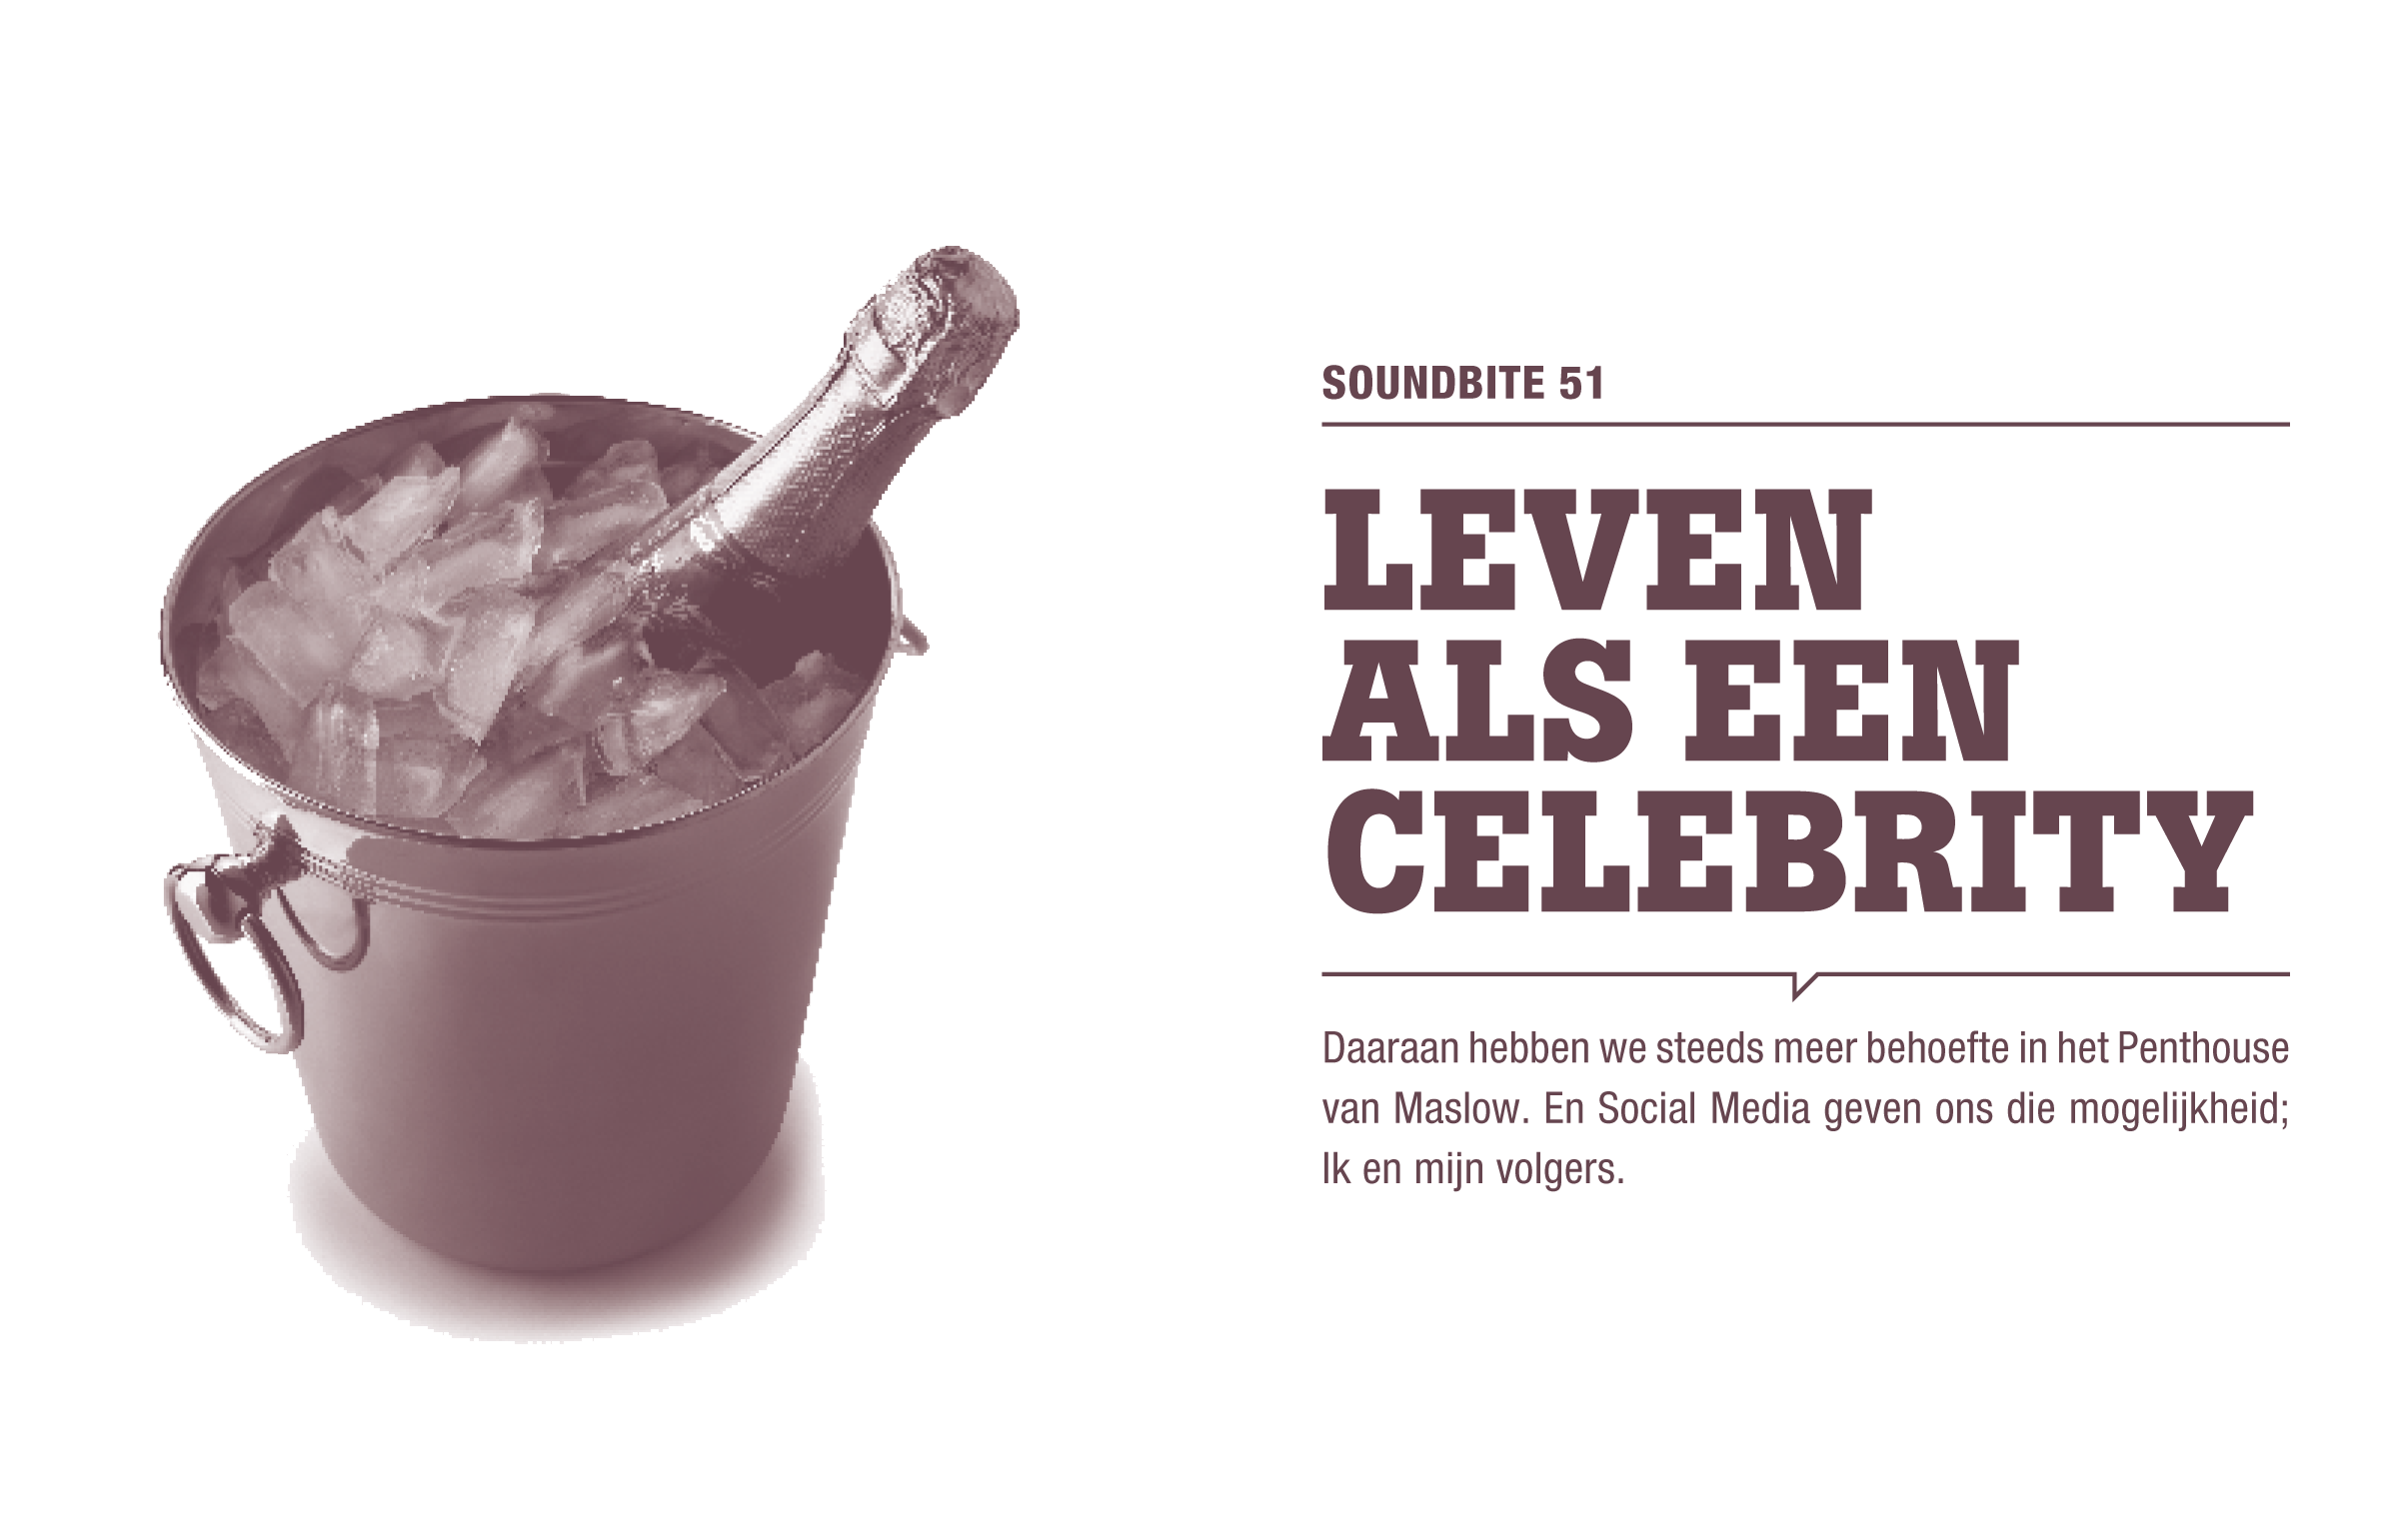 SOUNDBITE 51
LEVEN
ALS EEN
CELEBRITY
Daaraan hebben we steeds meer behoefte in het Penthouse
van Maslow. En Social Media geven ons die mogelijkheid;
Ik en mijn volgers.